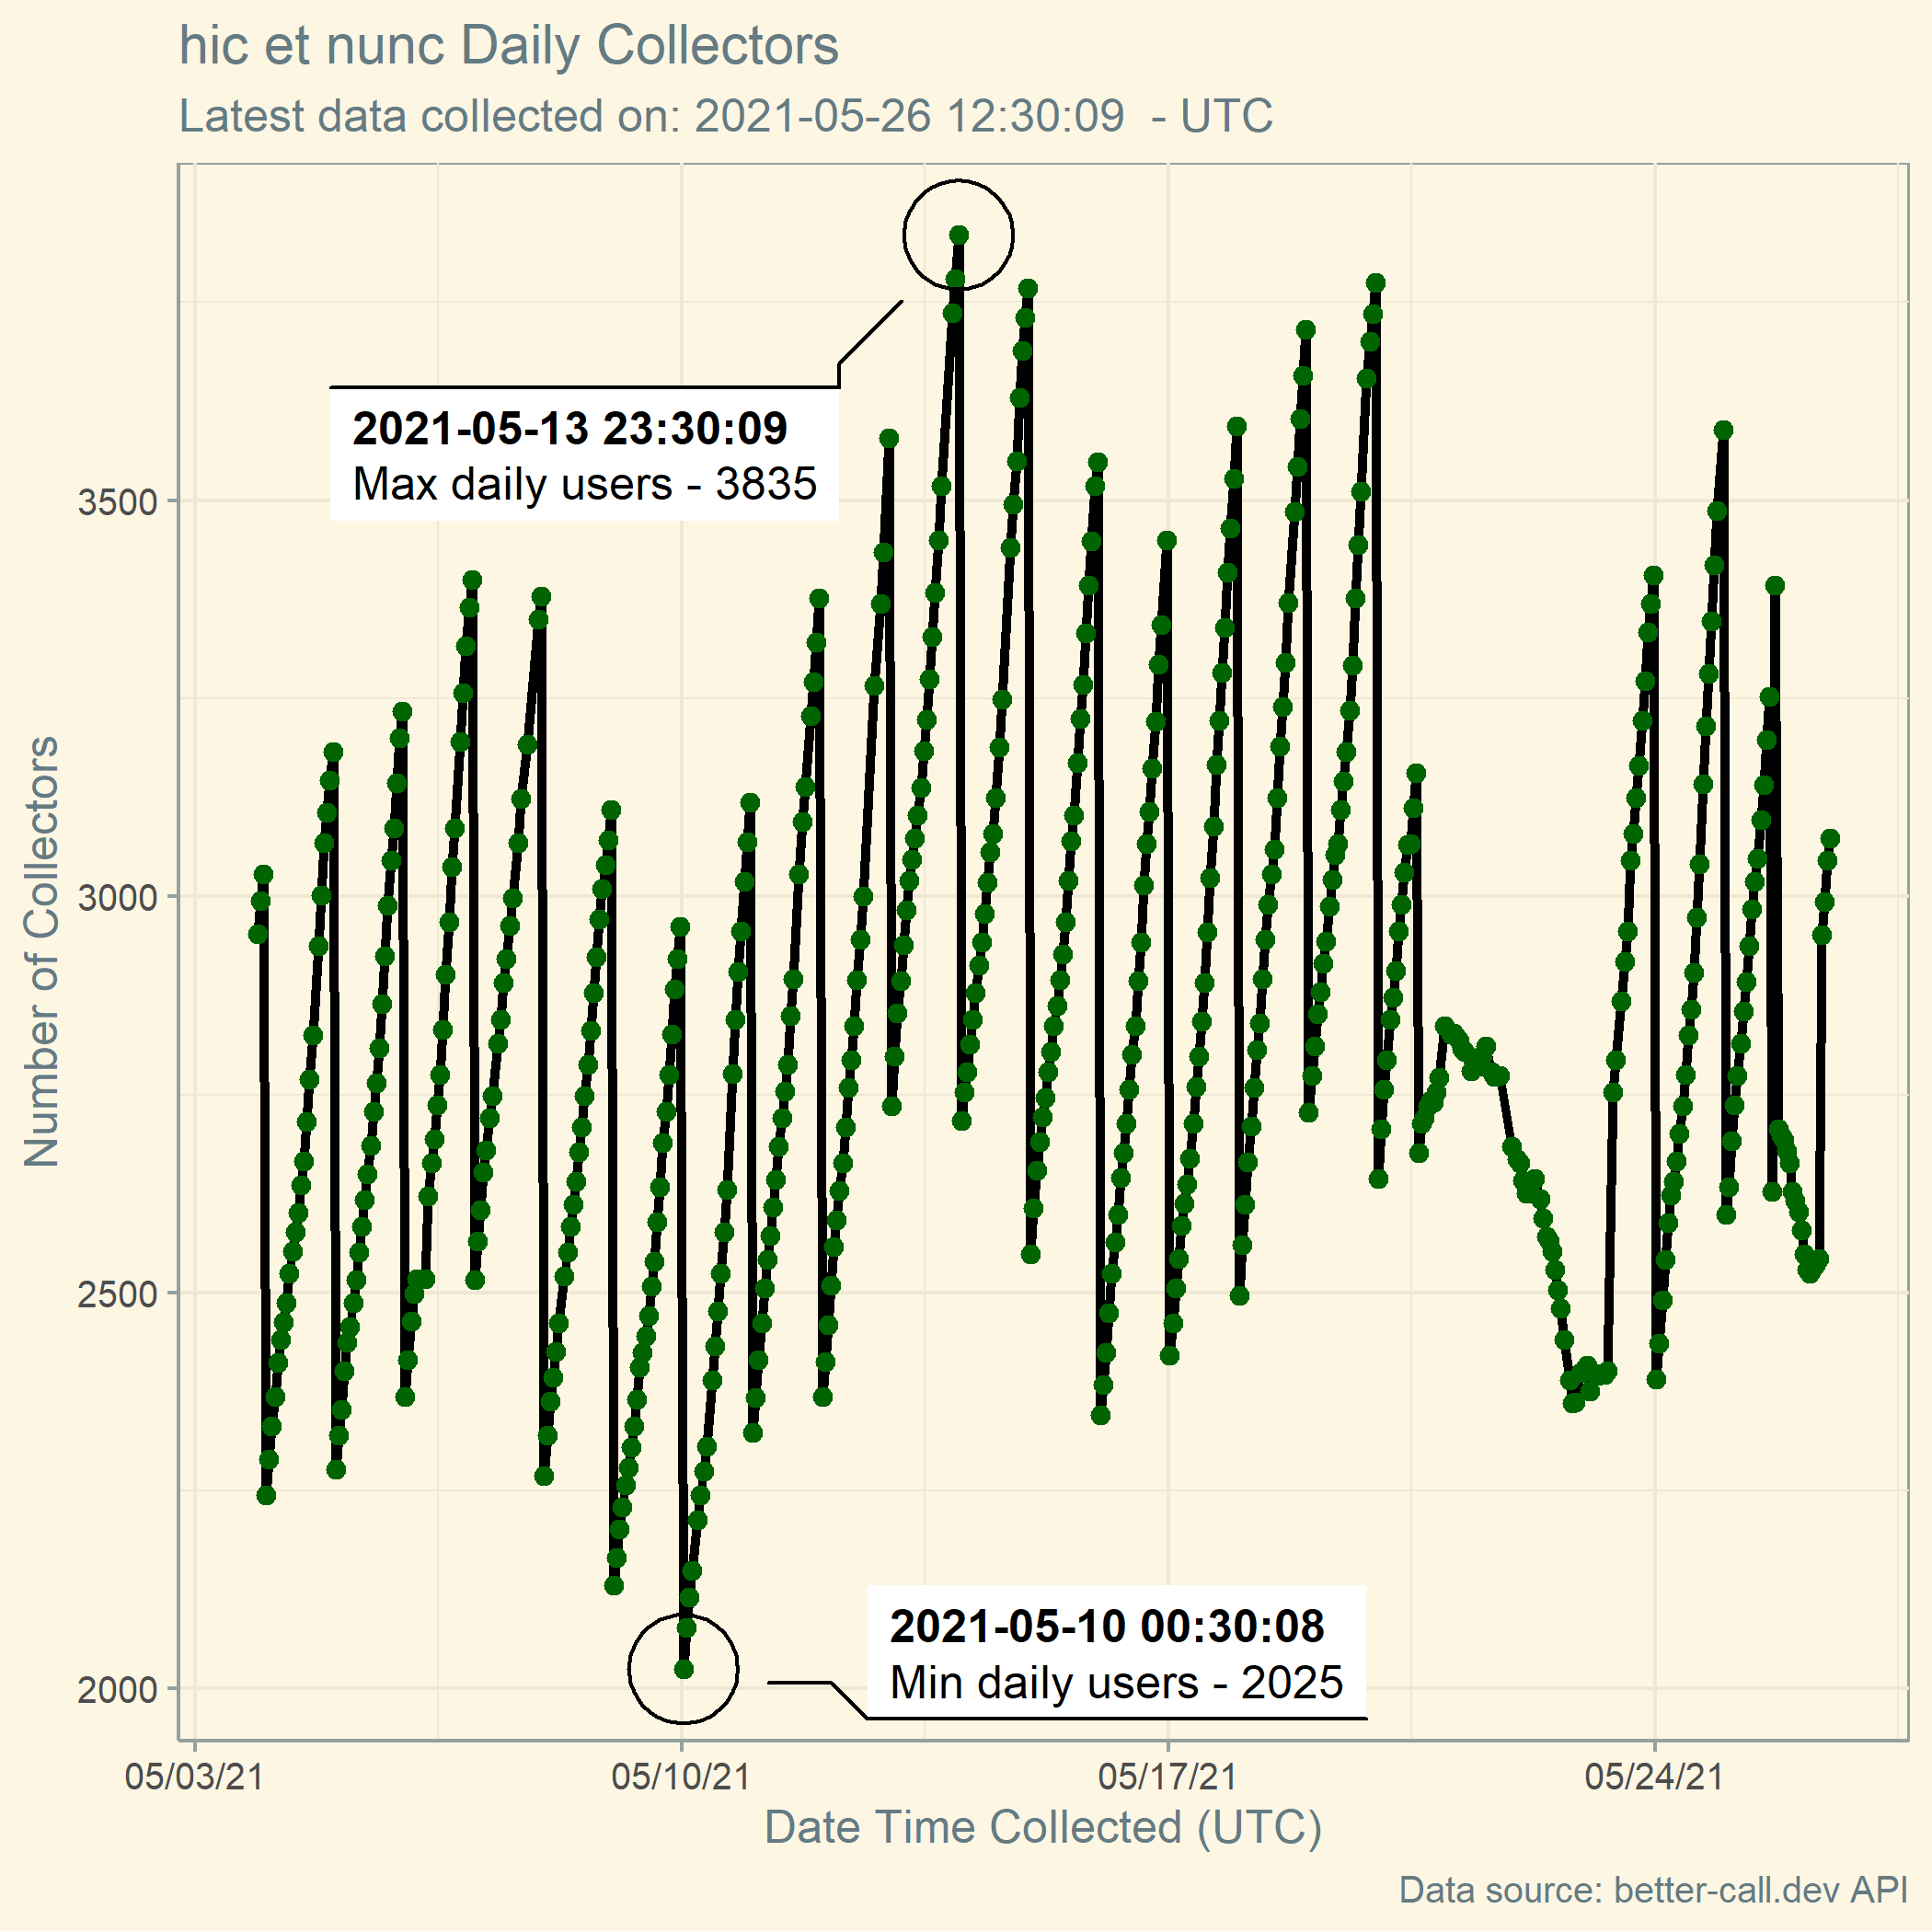 hic et nunc Daily Collectors
Latest data collected on: 2021-05-26 12:30:09  - UTC
2021-05-13 23:30:09
Max daily users - 3835
3500
3000
2500
2000
Number of Collectors
2021-05-10 00:30:08
Min daily users - 2025
05/03/21
05/10/21
05/17/21
05/24/21
Date Time Collected (UTC)
Data source: better-call.dev API